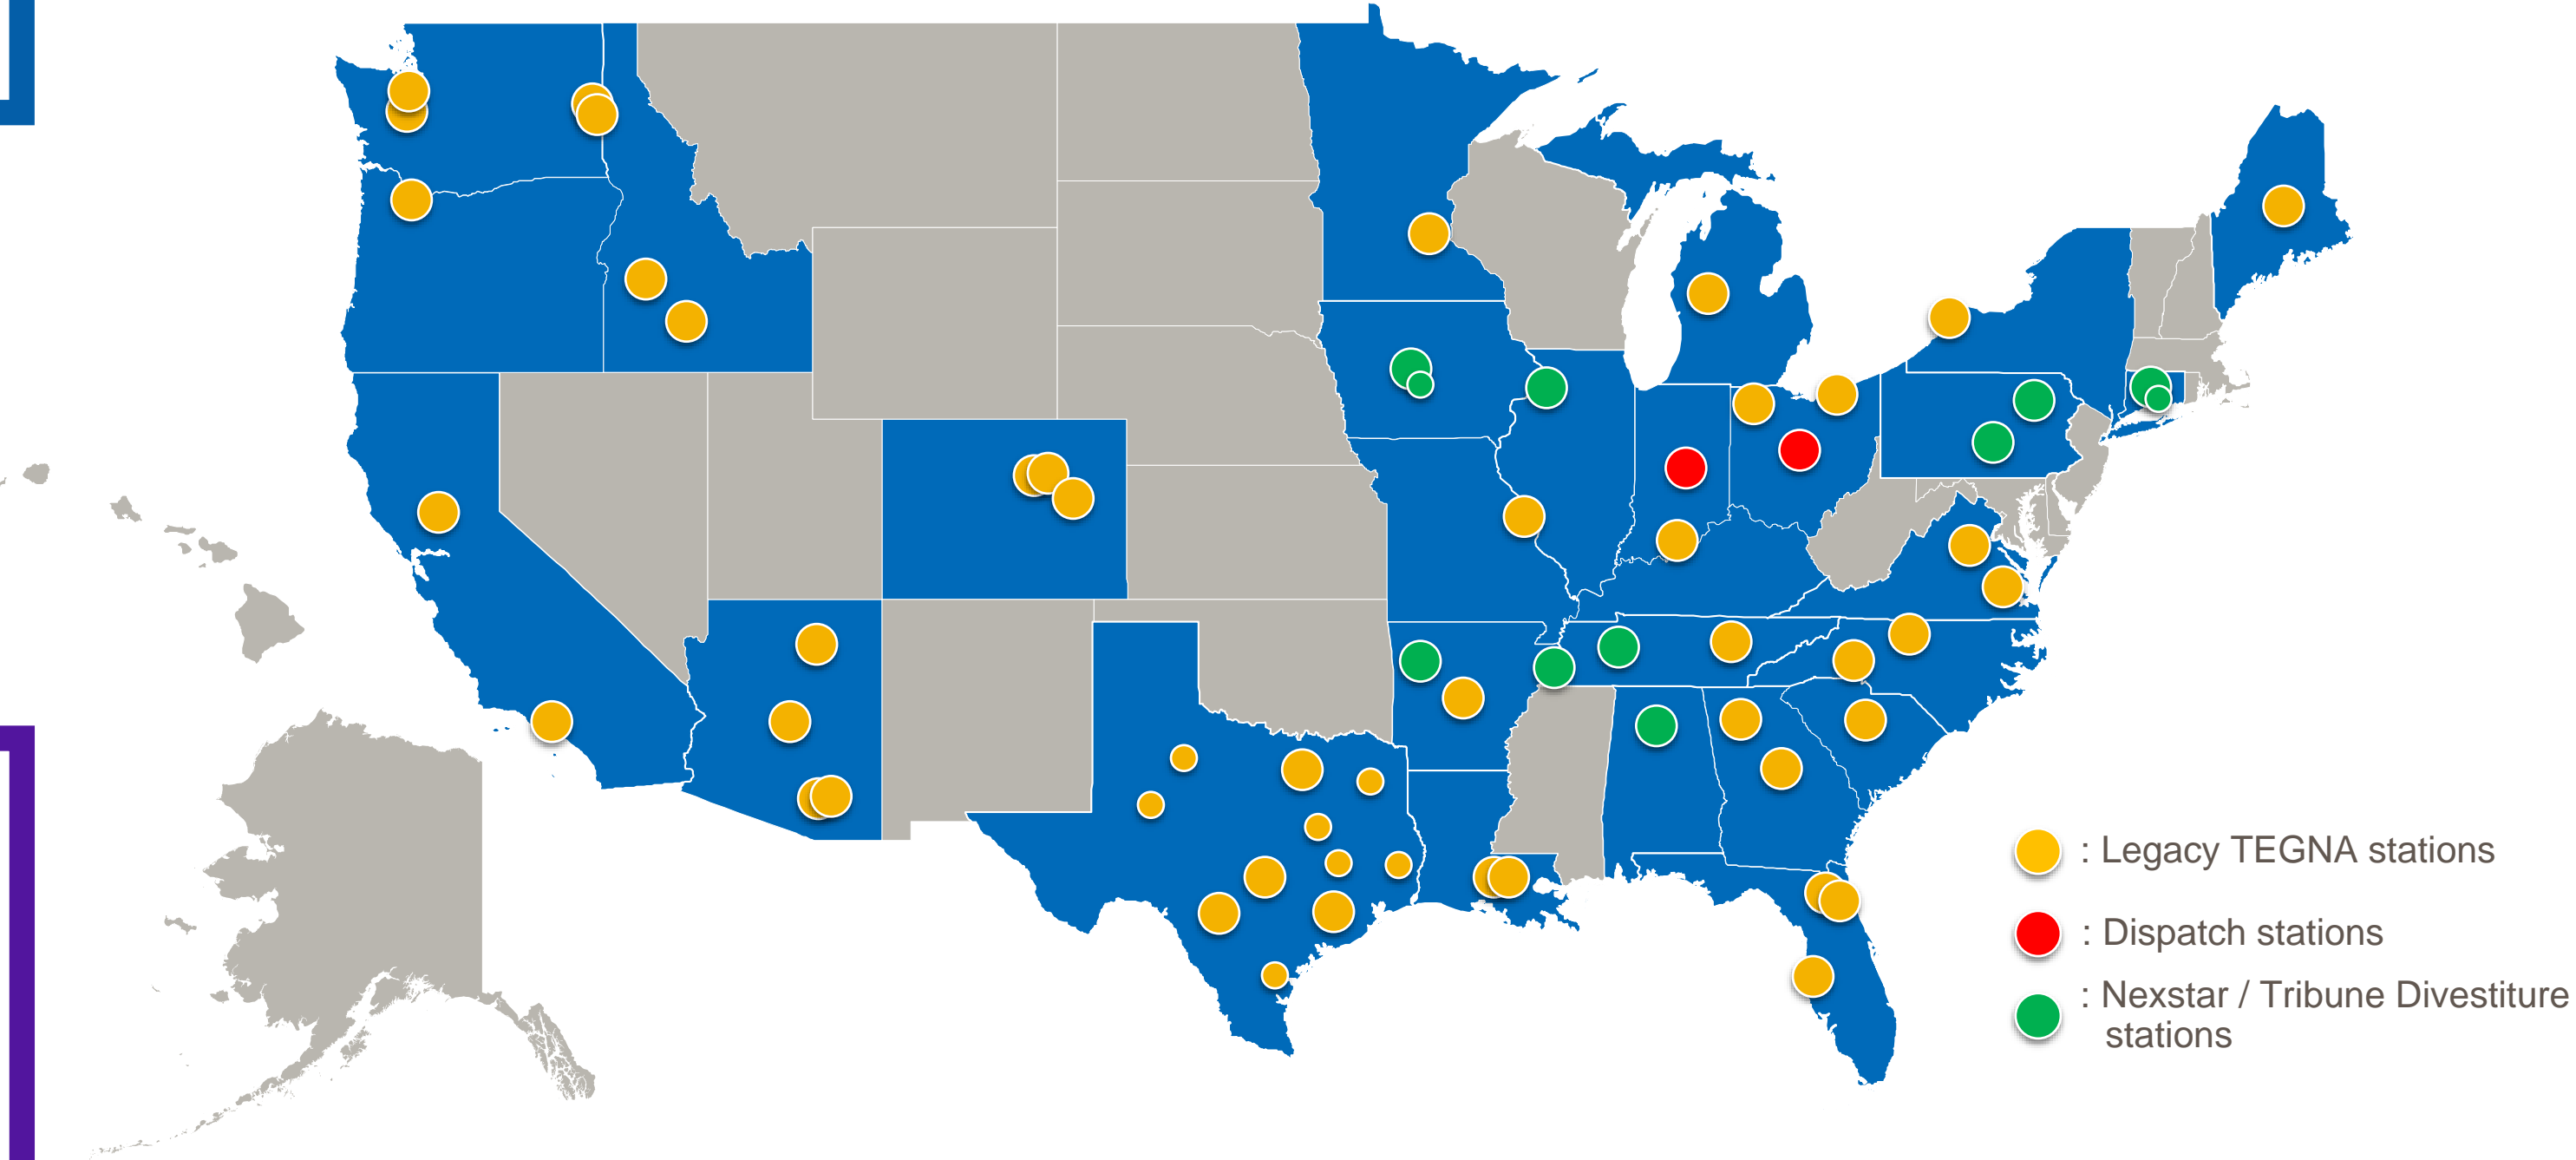 : Legacy TEGNA stations
: Dispatch stations
: Nexstar / Tribune Divestiture
stations